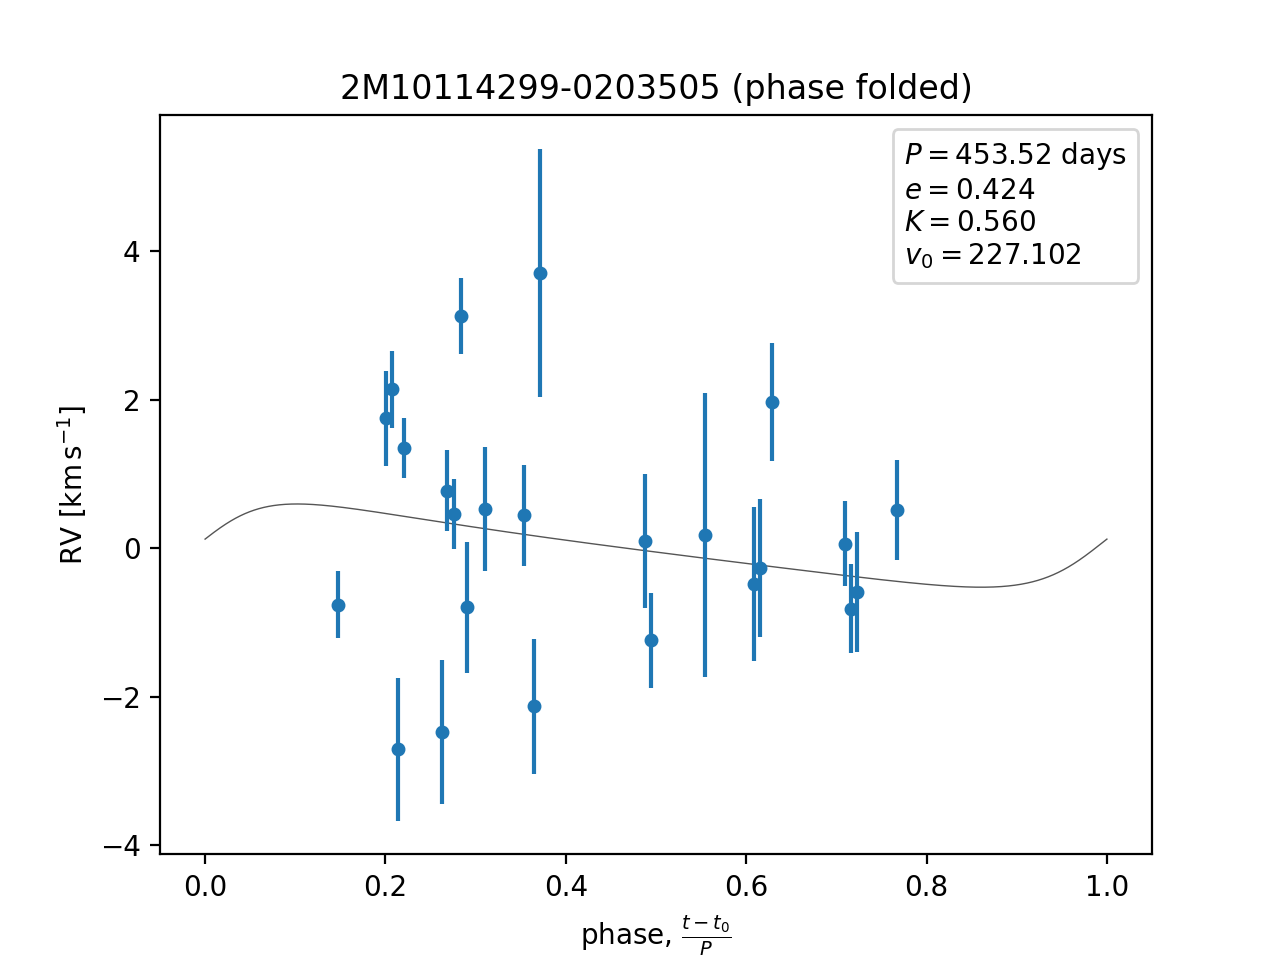 2M10114299-0203505 (phase folded)
P = 453.52 days
e = 0.424
K = 0.560
v₀ = 227.102
RV [km s⁻¹]
4
2
0
−2
−4
0.0 0.2 0.4 0.6 0.8 1.0
phase, (t − t₀)/P